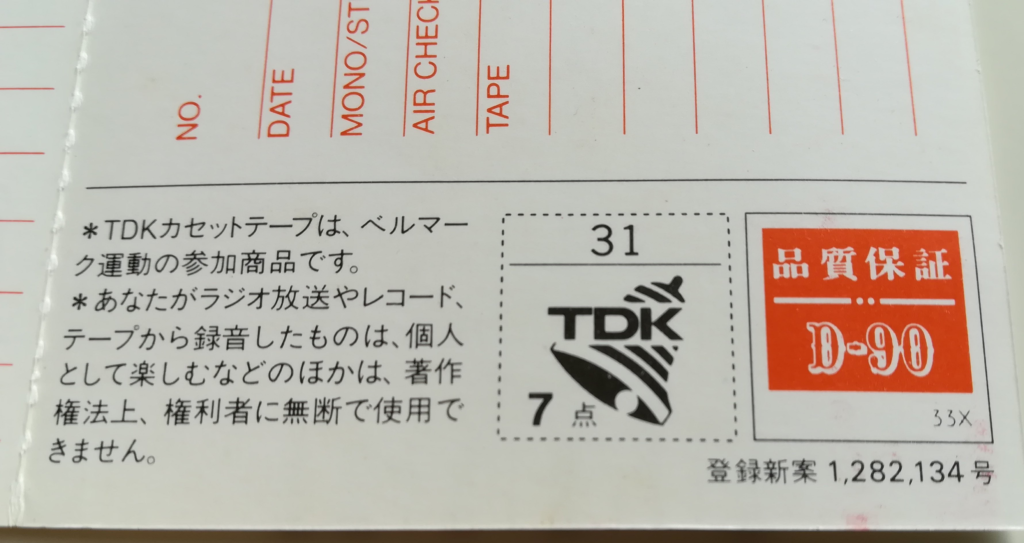 NO.
DATE
MONO/ST
AIR CHECK
TAPE
＊TDKカセットテープは、ベルマー
ク運動の参加商品です。
＊あなたがラジオ放送やレコード、
テープから録音したものは、個人
として楽しむなどのほかは、著作
権法上、権利者に無断で使用で
きません。
31
TDK
7点
品質保証
D-90
33X
登録新案 1,282,134号